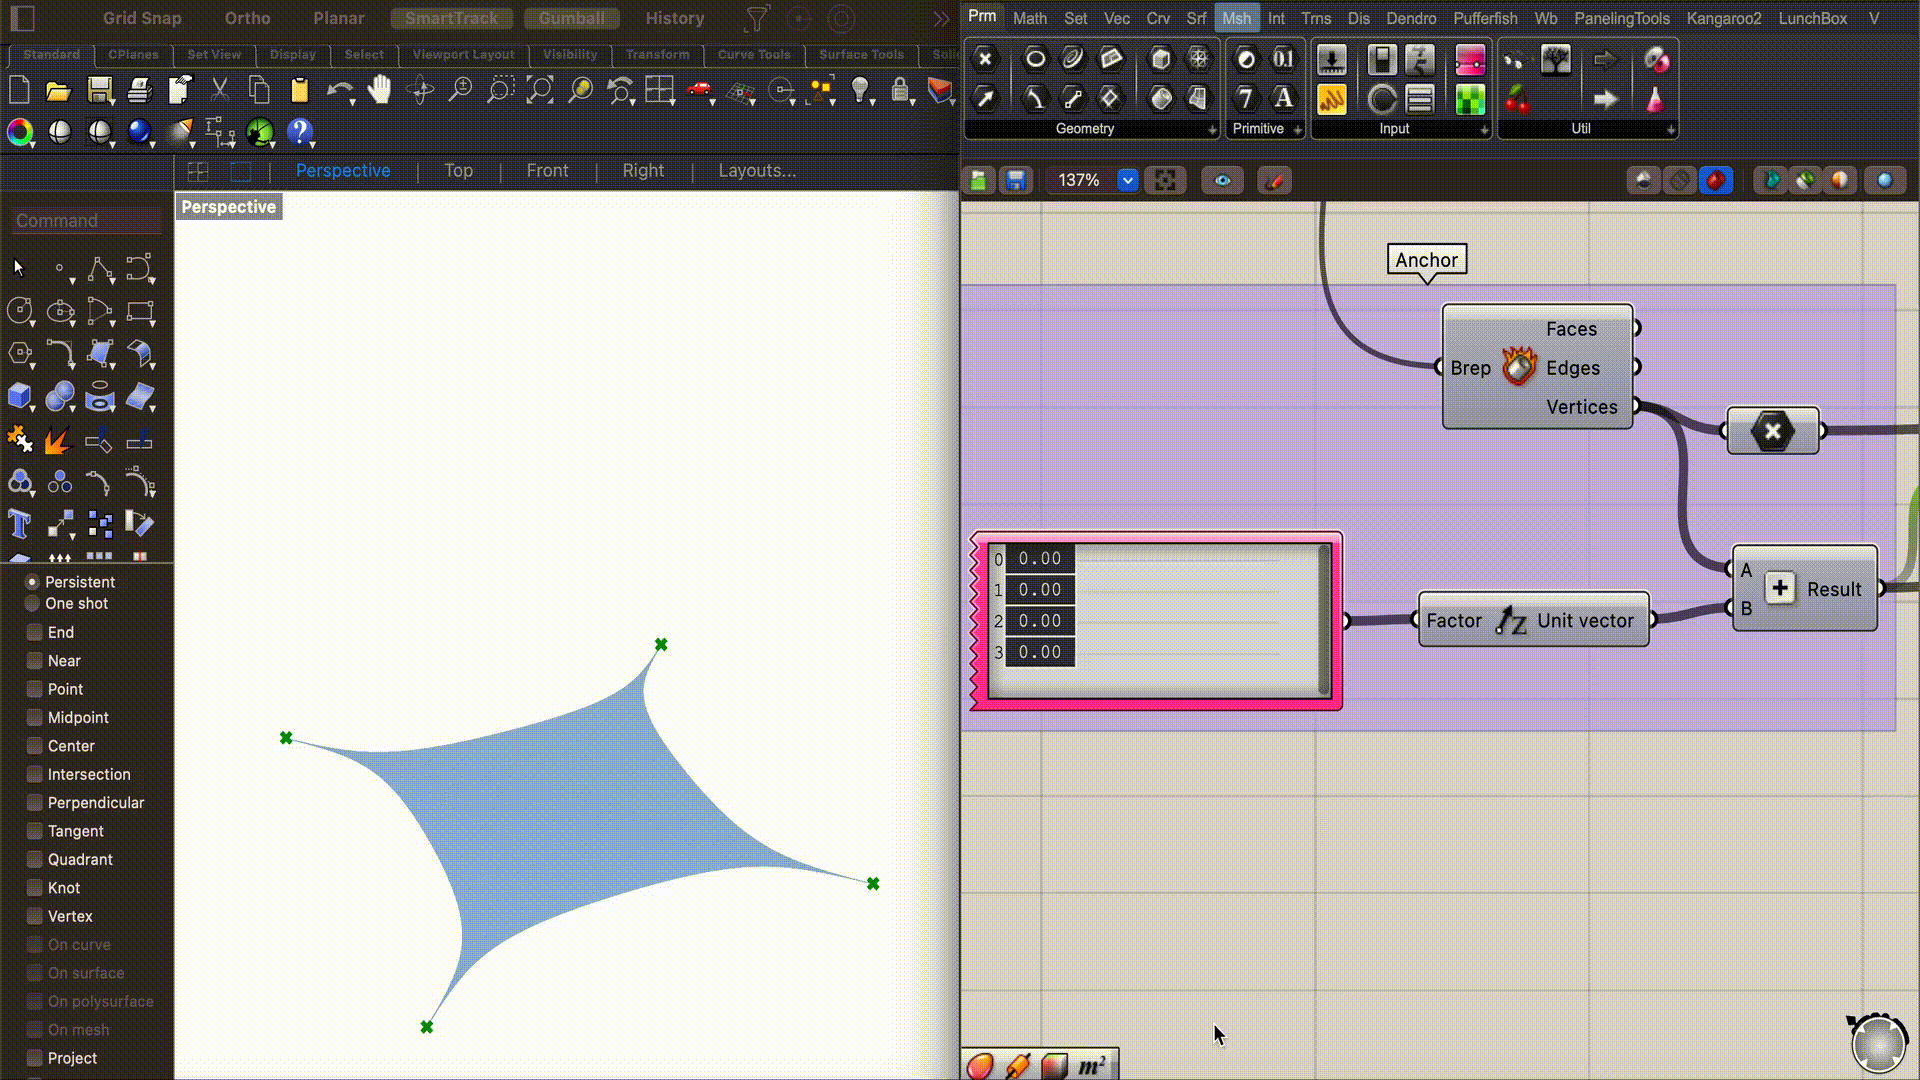 Grid Snap Ortho Planar SmartTrack Gumball History
Standard CPlanes Set View Display Select Viewport Layout Visibility Transform Curve Tools Surface Tools
Perspective Top Front Right Layouts...
Perspective
Command
Persistent
One shot
End
Near
Point
Midpoint
Center
Intersection
Perpendicular
Tangent
Quadrant
Knot
Vertex
On curve
On surface
On polysurface
On mesh
Project
Prm Math Set Vec Crv Srf Msh Int Trns Dis Dendro Pufferfish Wb PanelingTools Kangaroo2 LunchBox V
Geometry Primitive Input Util
137%
Anchor
Faces
Brep Edges
Vertices
0 0.00
1 0.00
2 0.00
3 0.00
Factor Z Unit vector
A
B
Result
m²